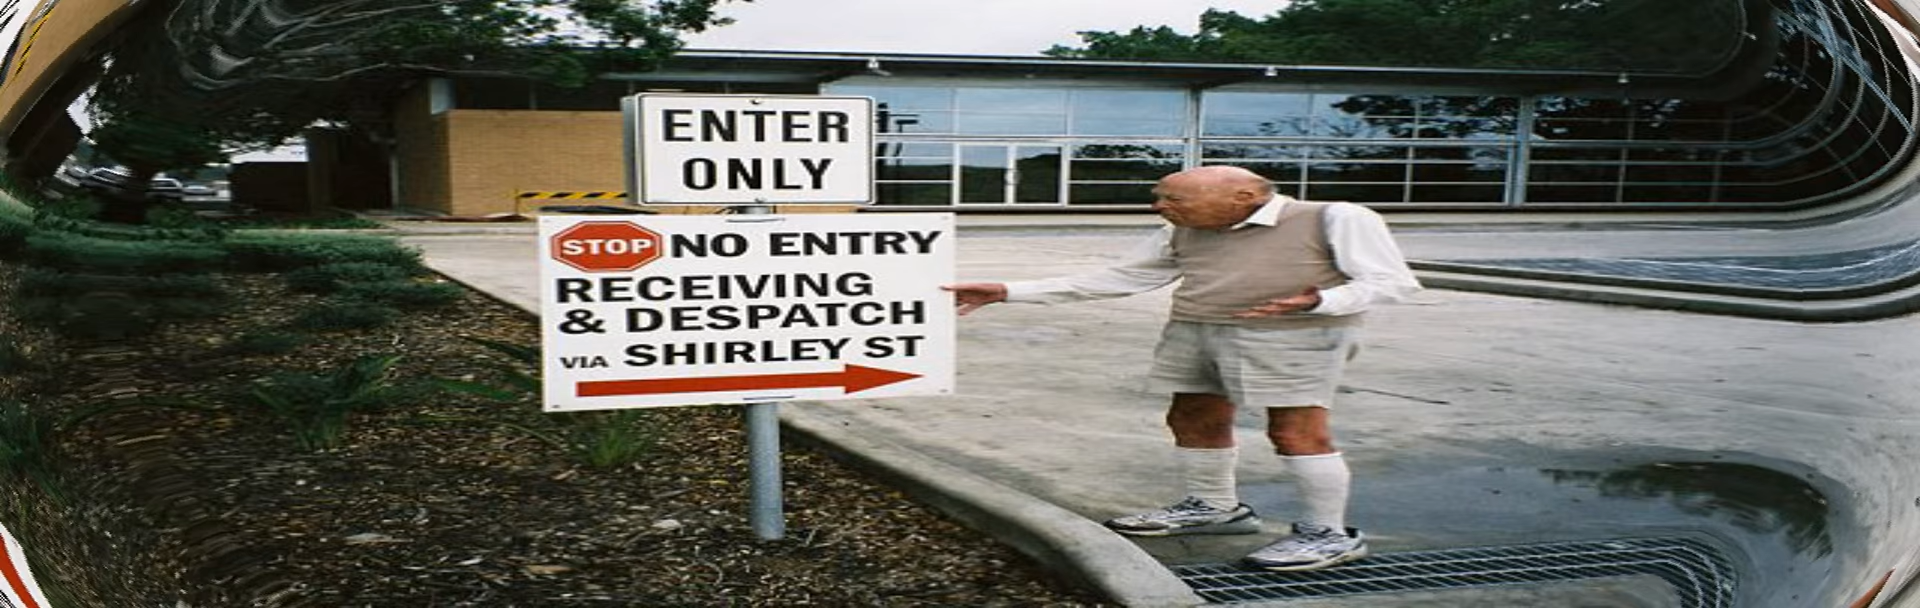 ENTER
ONLY
STOP NO ENTRY
RECEIVING
& DESPATCH
VIA SHIRLEY ST